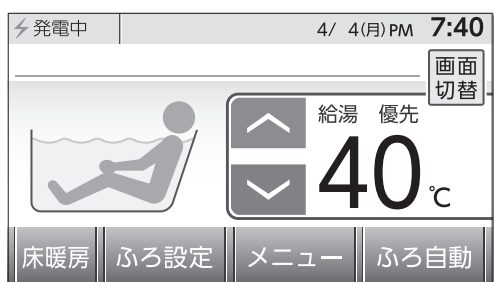 発電中 4/ 4(月) PM 7:40
画面
切替
給湯 優先
40℃
床暖房 ふろ設定 メニュー ふろ自動